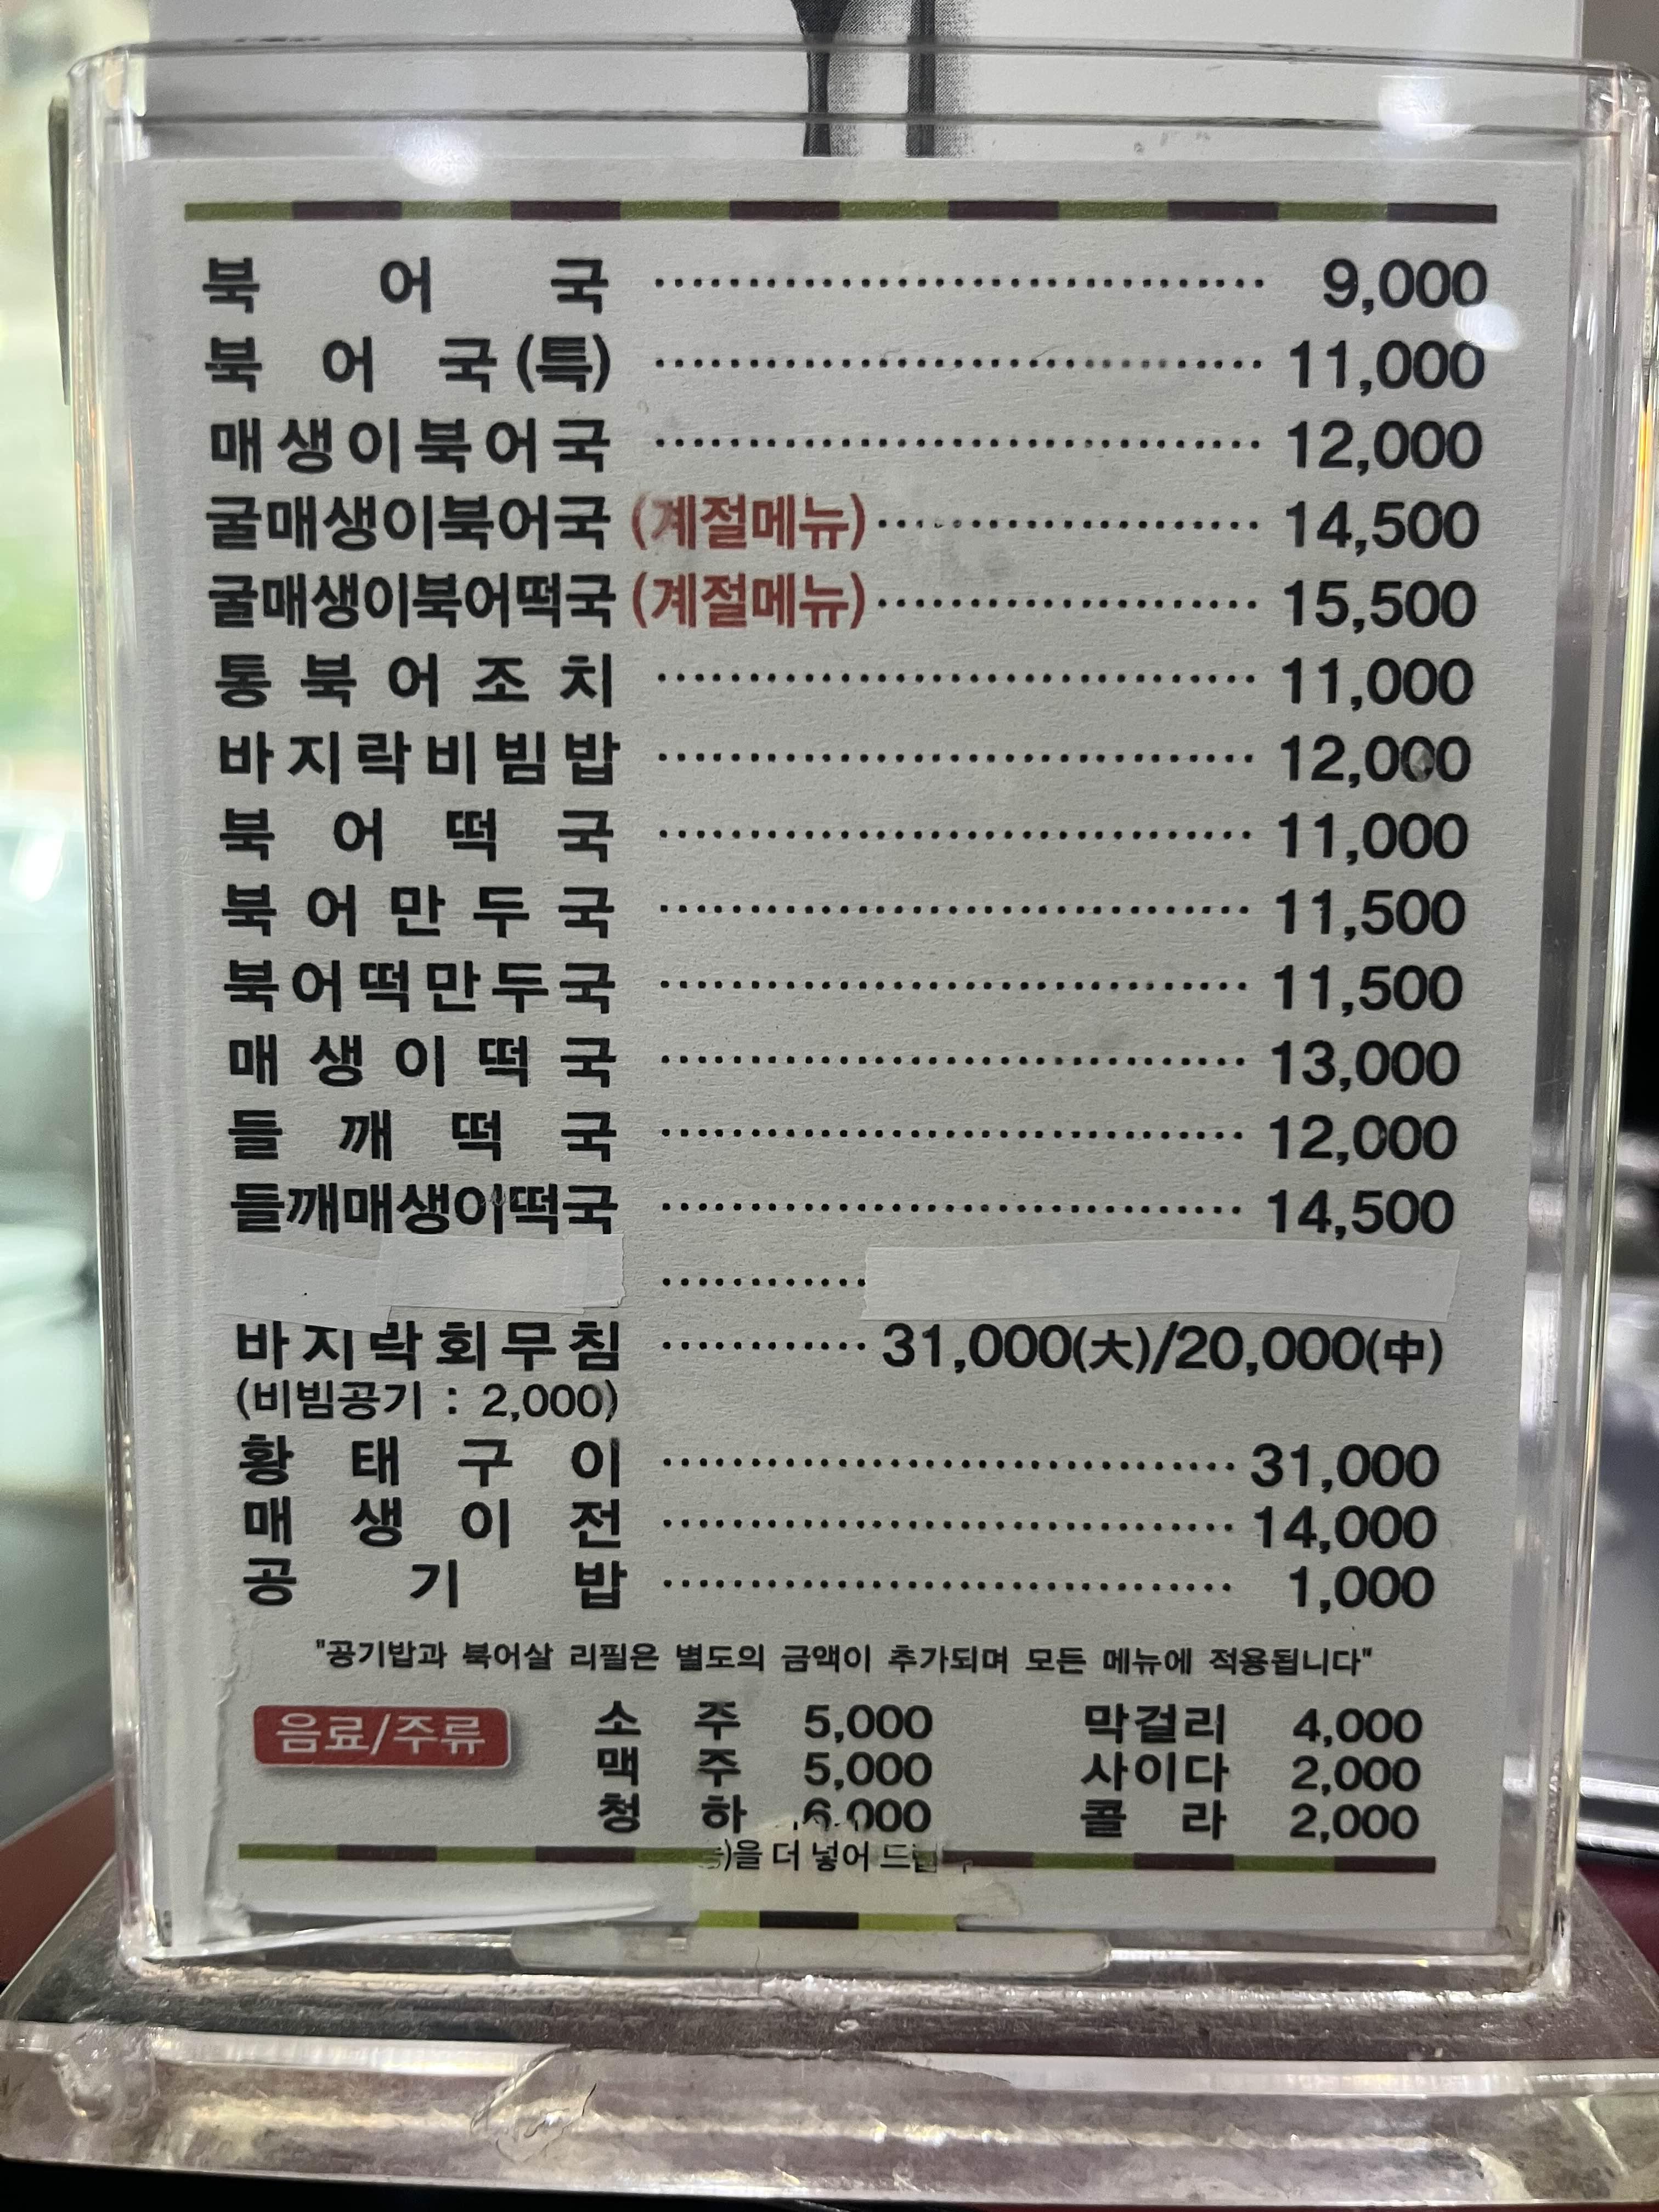 북어국 9,000
북어국(특) 11,000
매생이북어국 12,000
굴매생이북어국 (계절메뉴) 14,500
굴매생이북어떡국 (계절메뉴) 15,500
통북어조치 11,000
바지락비빔밥 12,000
북어떡국 11,000
북어만두국 11,500
북어떡만두국 11,500
매생이떡국 13,000
들깨떡국 12,000
들깨매생이떡국 14,500
바지락회무침 31,000(大)/20,000(中)
(비빔공기 : 2,000)
황태구이 31,000
매생이전 14,000
공기밥 1,000
"공기밥과 북어살 리필은 별도의 금액이 추가되며 모든 메뉴에 적용됩니다"
음료/주류
소주 5,000 막걸리 4,000
맥주 5,000 사이다 2,000
청하 6,000 콜라 2,000
)을 더 넣어